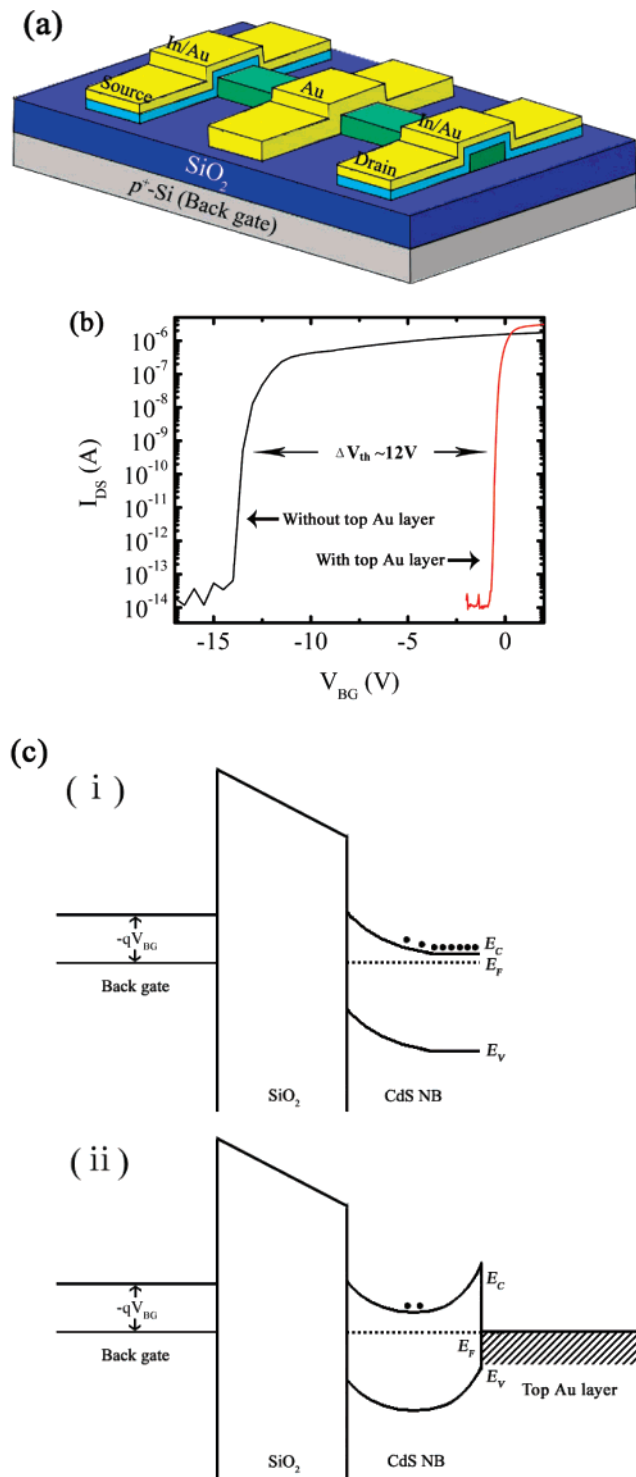 (a)
In/Au
Source
Au
In/Au
Drain
SiO2
p+-Si (Back gate)
(b)
10-6
10-7
10-8
10-9
10-10
10-11
10-12
10-13
10-14
IDS (A)
Δ Vth ~12V
Without top Au layer
With top Au layer
-15
-10
-5
0
VBG (V)
(c)
( i )
-qVBG
Back gate
SiO2
CdS NB
EC
EF
EV
( ii )
-qVBG
Back gate
SiO2
CdS NB
EC
EF
EV
Top Au layer